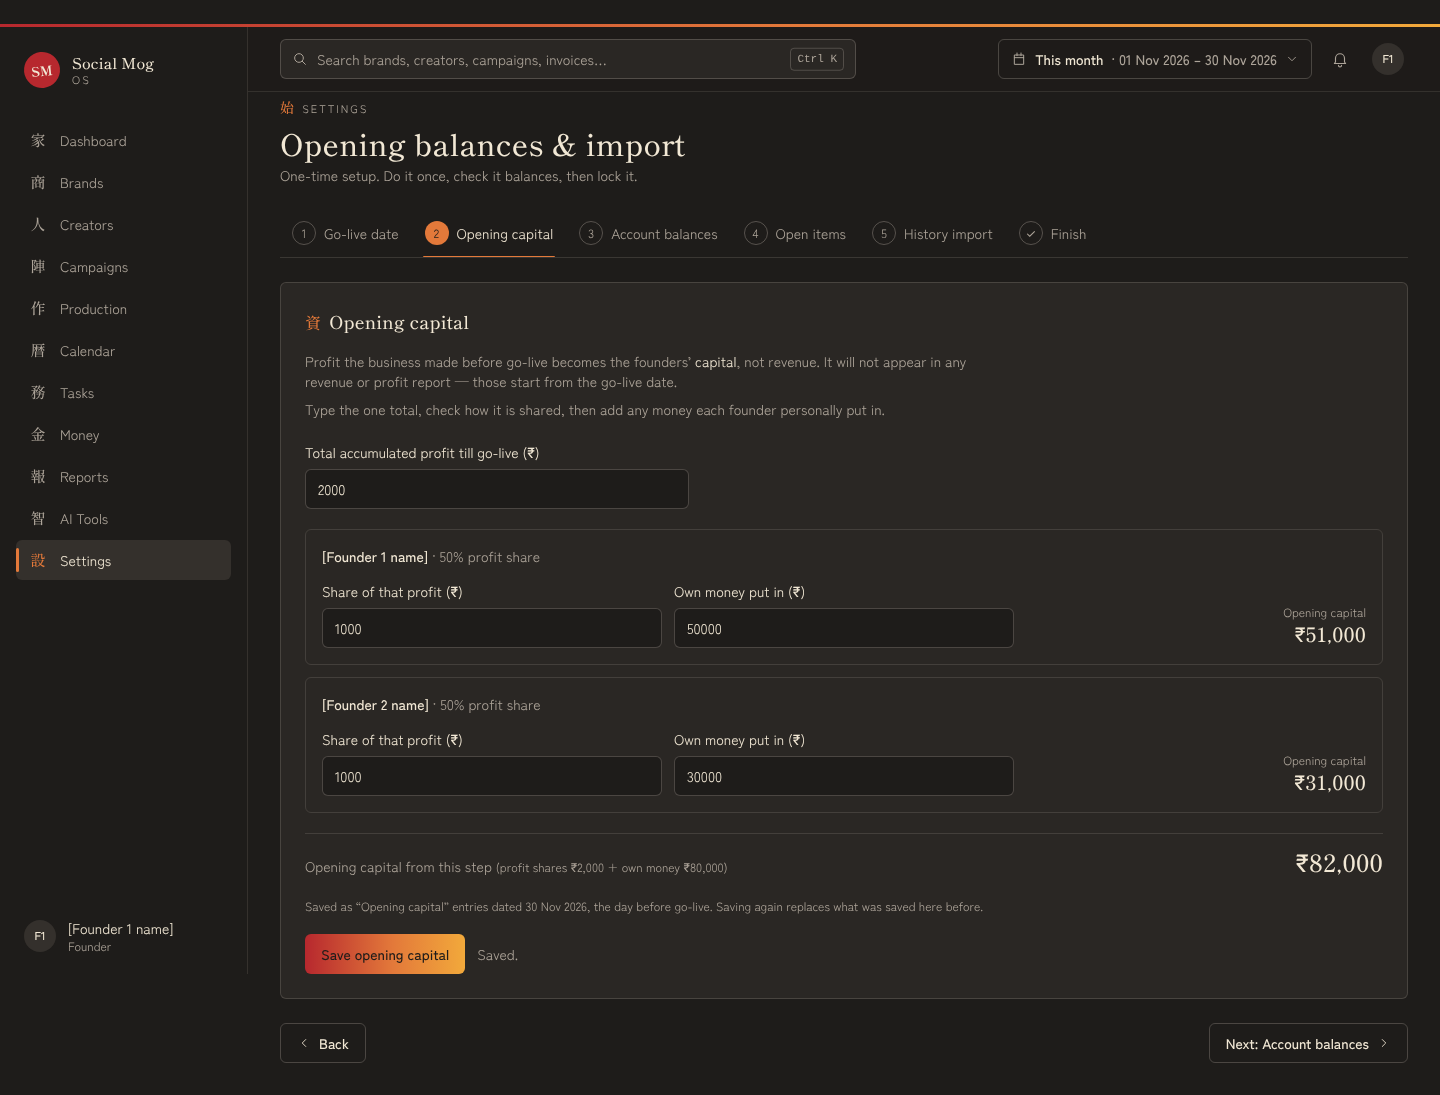 SM
Social Mog
OS
家 Dashboard
商 Brands
人 Creators
陣 Campaigns
作 Production
暦 Calendar
務 Tasks
金 Money
報 Reports
智 AI Tools
設 Settings
F1
[Founder 1 name]
Founder
Search brands, creators, campaigns, invoices... Ctrl K
This month · 01 Nov 2026 – 30 Nov 2026
F1
始 SETTINGS
Opening balances & import
One-time setup. Do it once, check it balances, then lock it.
1 Go-live date 2 Opening capital 3 Account balances 4 Open items 5 History import Finish
資 Opening capital
Profit the business made before go-live becomes the founders’ capital, not revenue. It will not appear in any
revenue or profit report — those start from the go-live date.
Type the one total, check how it is shared, then add any money each founder personally put in.
Total accumulated profit till go-live (₹)
2000
[Founder 1 name] · 50% profit share
Share of that profit (₹) Own money put in (₹)
1000 50000
Opening capital
₹51,000
[Founder 2 name] · 50% profit share
Share of that profit (₹) Own money put in (₹)
1000 30000
Opening capital
₹31,000
Opening capital from this step (profit shares ₹2,000 + own money ₹80,000) ₹82,000
Saved as “Opening capital” entries dated 30 Nov 2026, the day before go-live. Saving again replaces what was saved here before.
Save opening capital Saved.
Back
Next: Account balances